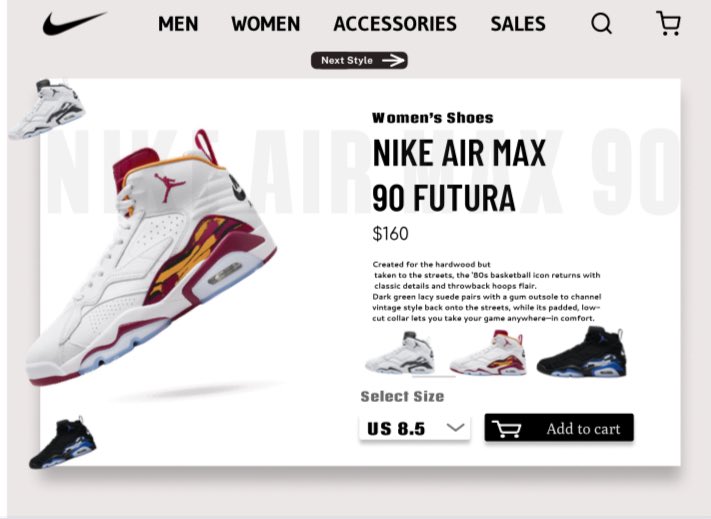 MEN WOMEN ACCESSORIES SALES
Next Style
NIKE AIR MAX 90
Women's Shoes
NIKE AIR MAX
90 FUTURA
$160
Created for the hardwood but
taken to the streets, the '80s basketball icon returns with
classic details and throwback hoops flair.
Dark green lacy suede pairs with a gum outsole to channel
vintage style back onto the streets, while its padded, low-
cut collar lets you take your game anywhere—in comfort.
Select Size
US 8.5
Add to cart